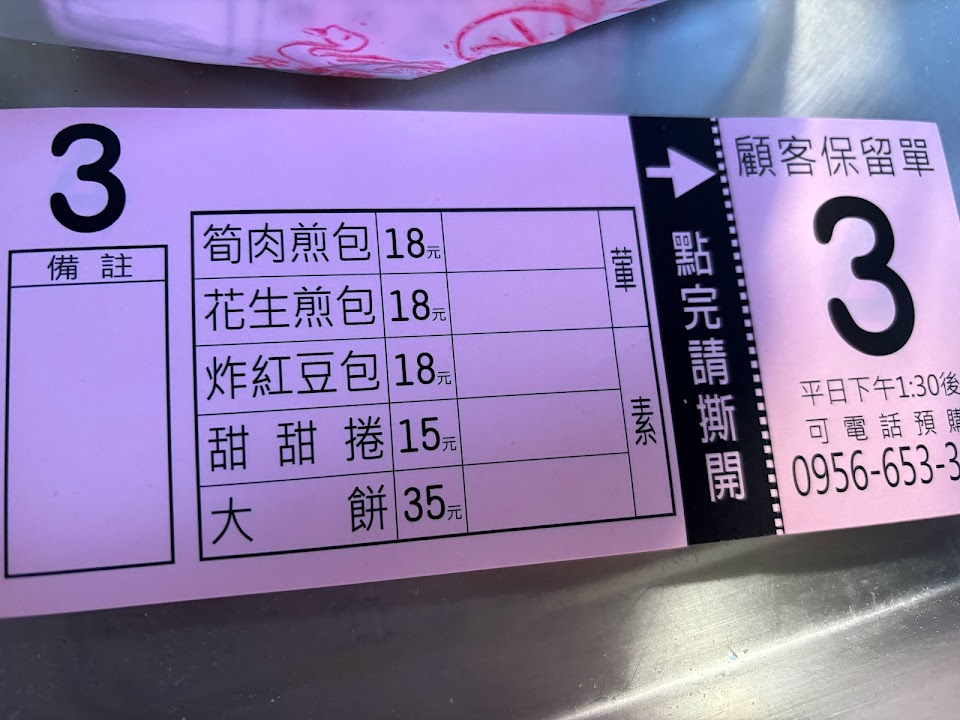 3
備註
筍肉煎包 18元
花生煎包 18元
葷
炸紅豆包 18元
甜甜捲 15元
大餅 35元
素
點完請撕開
顧客保留單
3
平日下午1:30後
可電話預購
0956-653-3